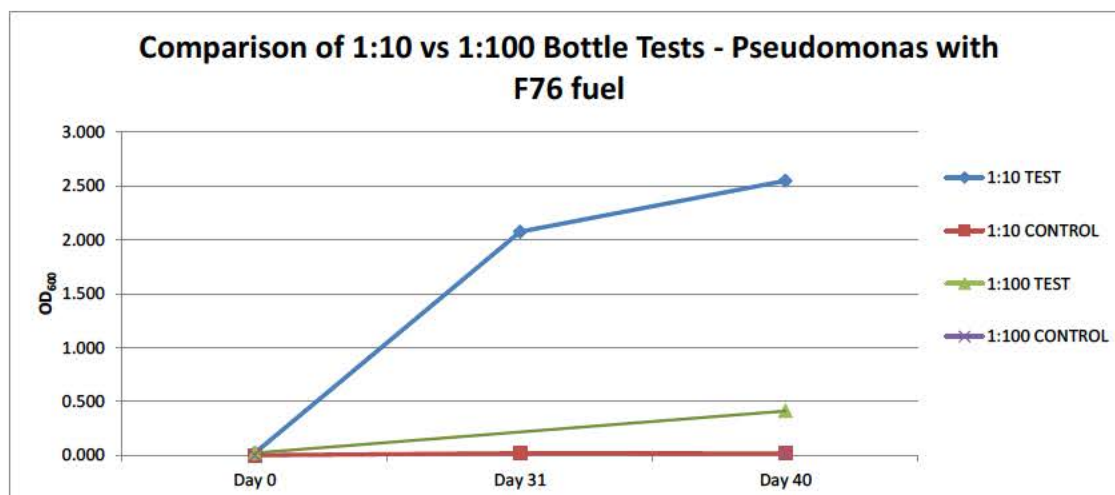 Comparison of 1:10 vs 1:100 Bottle Tests - Pseudomonas with
F76 fuel
3.000
2.500
2.000
1.500
1.000
0.500
0.000
OD600
Day 0
Day 31
Day 40
1:10 TEST
1:10 CONTROL
1:100 TEST
1:100 CONTROL